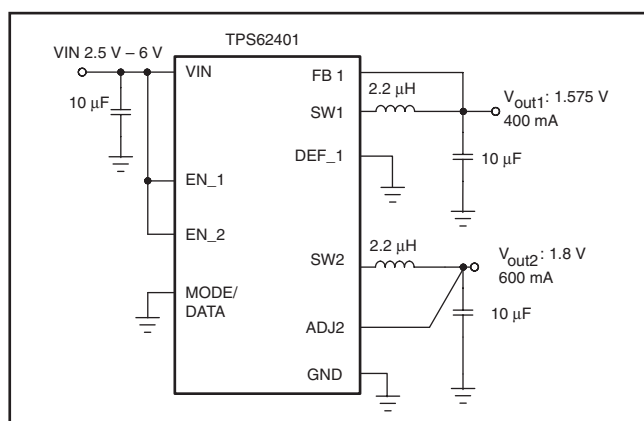 TPS62401
VIN 2.5 V – 6 V
VIN
10 µF
EN_1
EN_2
MODE/
DATA
FB 1
SW1
DEF_1
SW2
ADJ2
GND
2.2 µH
Vout1: 1.575 V
400 mA
10 µF
2.2 µH
Vout2: 1.8 V
600 mA
10 µF